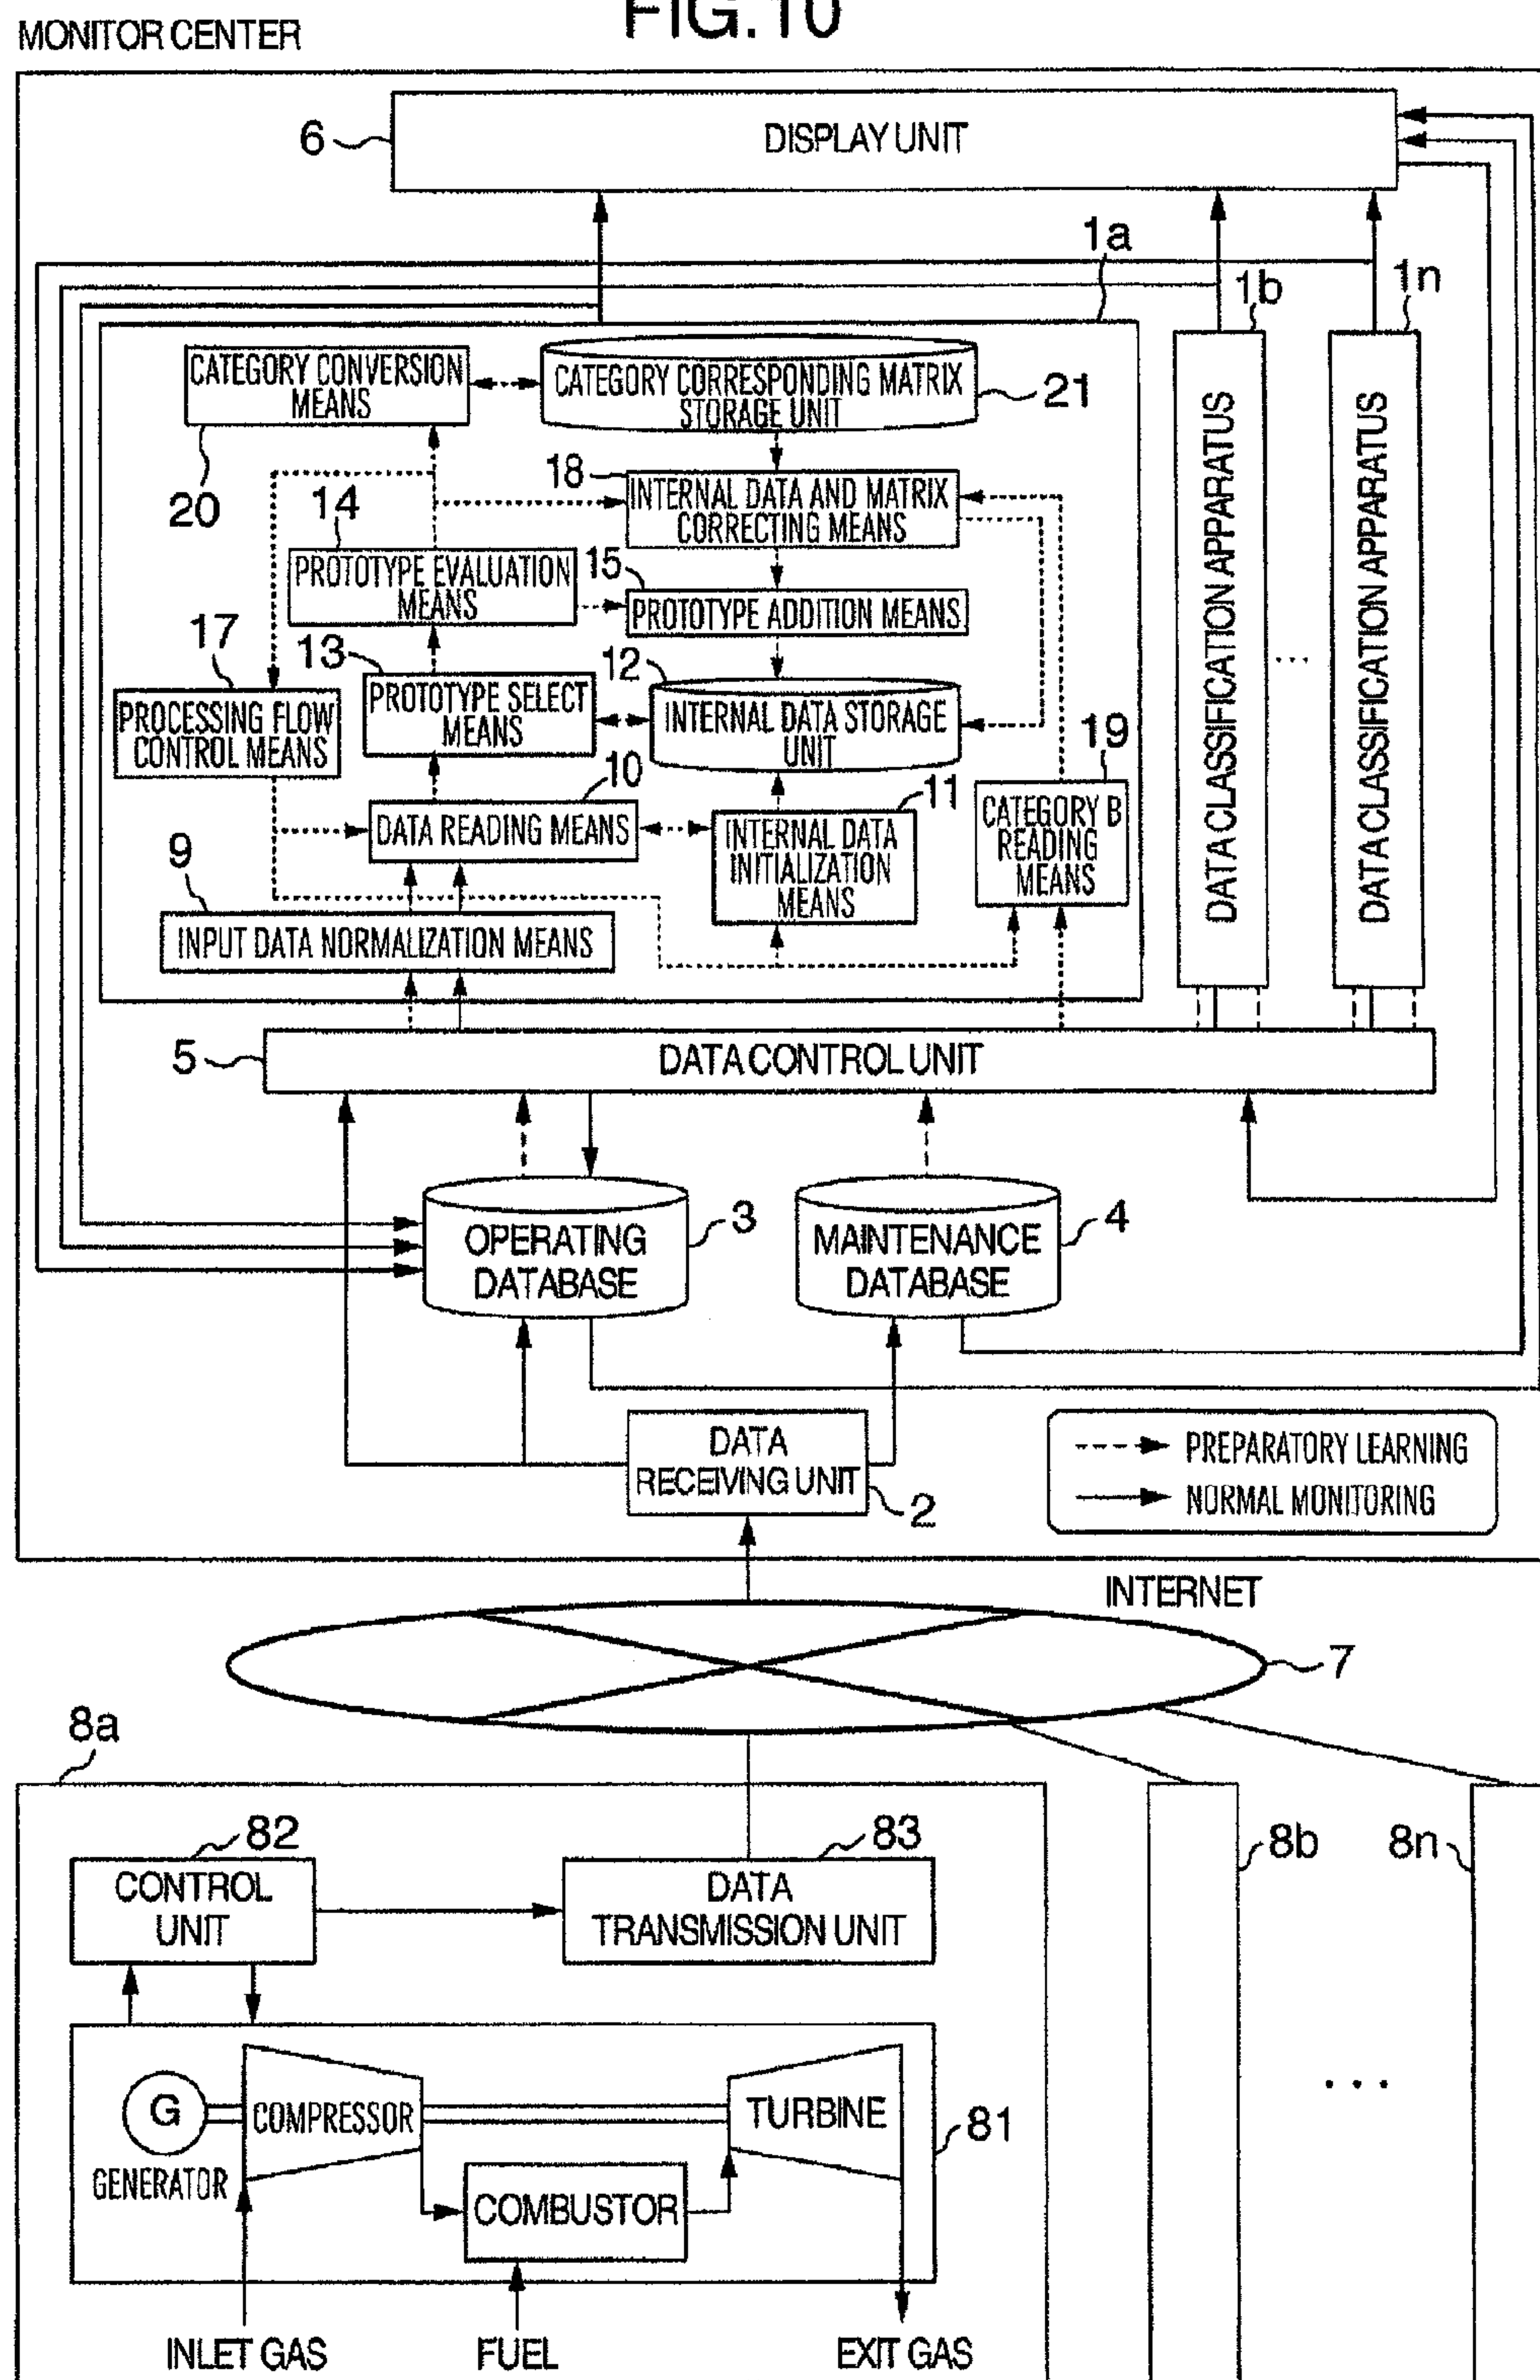 FIG. 10
MONITOR CENTER
6
DISPLAY UNIT
1a
1b
1n
CATEGORY CONVERSION
MEANS
20
CATEGORY CORRESPONDING MATRIX
STORAGE UNIT
21
18
INTERNAL DATA AND MATRIX
CORRECTING MEANS
14
PROTOTYPE EVALUATION
MEANS
15
PROTOTYPE ADDITION MEANS
17
PROCESSING FLOW
CONTROL MEANS
13
PROTOTYPE SELECT
MEANS
12
INTERNAL DATA STORAGE
UNIT
10
DATA READING MEANS
11
INTERNAL DATA
INITIALIZATION
MEANS
19
CATEGORY B
READING
MEANS
9
INPUT DATA NORMALIZATION MEANS
DATA CLASSIFICATION APPARATUS
...
DATA CLASSIFICATION APPARATUS
5
DATA CONTROL UNIT
OPERATING
DATABASE
3
MAINTENANCE
DATABASE
4
DATA
RECEIVING UNIT
2
PREPARATORY LEARNING
NORMAL MONITORING
INTERNET
7
8a
82
CONTROL
UNIT
83
DATA
TRANSMISSION UNIT
8b
8n
...
G
GENERATOR
COMPRESSOR
TURBINE
81
COMBUSTOR
INLET GAS
FUEL
EXIT GAS